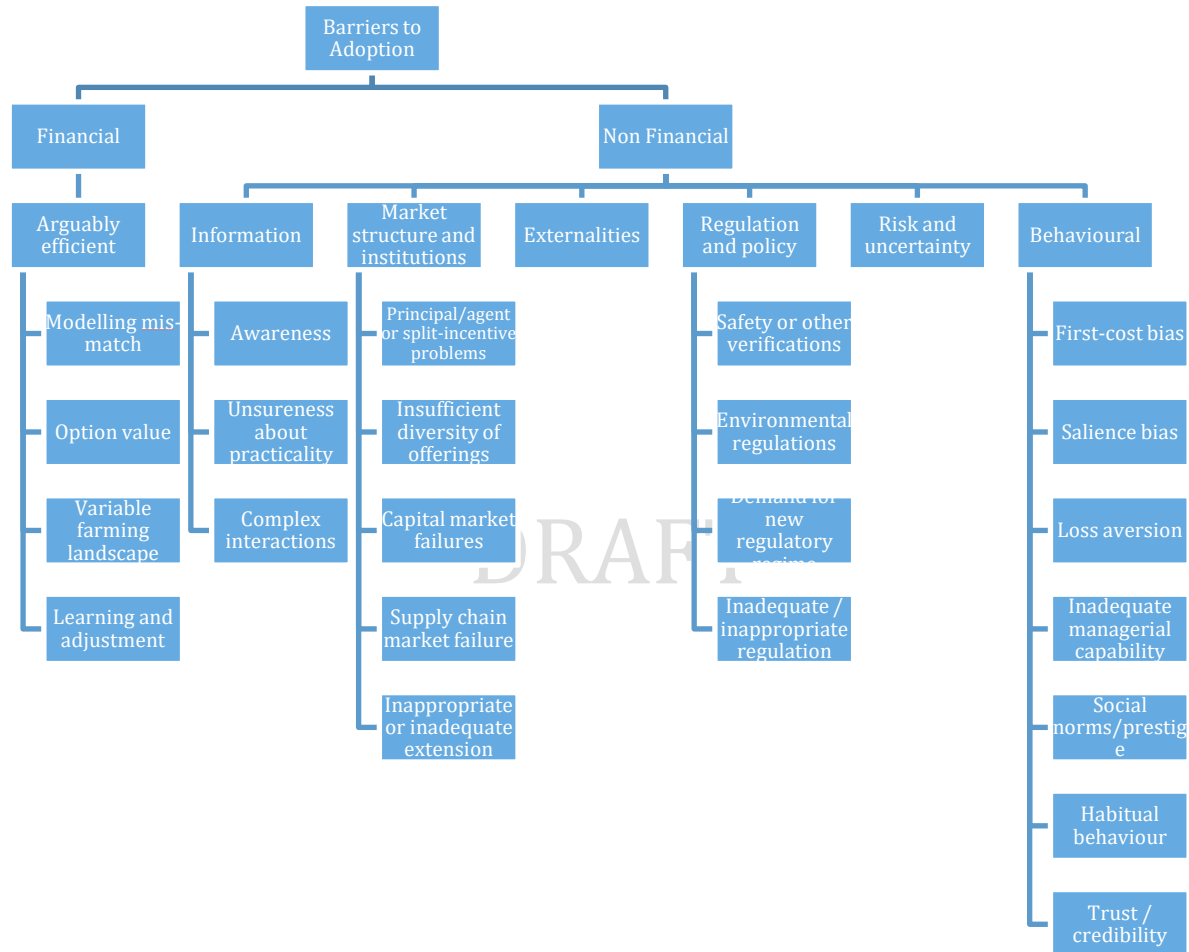 Barriers to
Adoption
Financial
Non Financial
Arguably
efficient
Information
Market
structure and
institutions
Externalities
Regulation
and policy
Risk and
uncertainty
Behavioural
Modelling mis-
match
Option value
Variable
farming
landscape
Learning and
adjustment
Awareness
Unsureness
about
practicality
Complex
interactions
Principal/agent
or split-incentive
problems
Insufficient
diversity of
offerings
Capital market
failures
Supply chain
market failure
Inappropriate
or inadequate
extension
Safety or other
verifications
Environmental
regulations
Demand for
new
regulatory
regime
Inadequate /
inappropriate
regulation
First-cost bias
Salience bias
Loss aversion
Inadequate
managerial
capability
Social
norms/prestig
e
Habitual
behaviour
Trust /
credibility
DRAFT